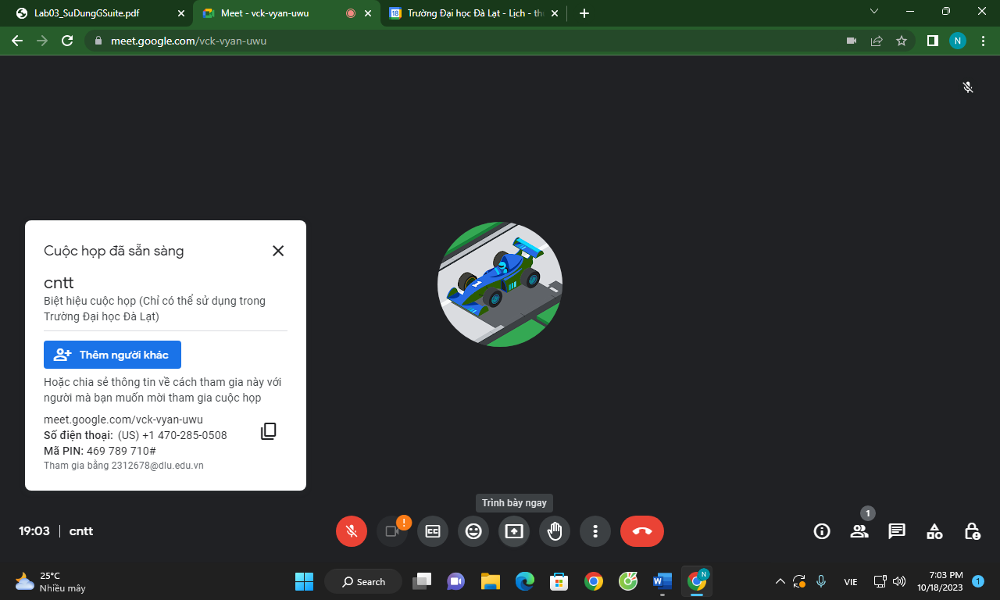 Lab03_SuDungGSuite.pdf
Meet - vck-vyan-uwu
18
Trường Đại học Đà Lạt - Lịch - th
meet.google.com/vck-vyan-uwu
N
Cuộc họp đã sẵn sàng
cntt
Biệt hiệu cuộc họp (Chỉ có thể sử dụng trong
Trường Đại học Đà Lạt)
Thêm người khác
Hoặc chia sẻ thông tin về cách tham gia này với
người mà bạn muốn mời tham gia cuộc họp
meet.google.com/vck-vyan-uwu
Số điện thoại: (US) +1 470-285-0508
Mã PIN: 469 789 710#
Tham gia bằng 2312678@dlu.edu.vn
Trình bày ngay
19:03 | cntt
!
CC
1
25°C
Nhiều mây
Search
W
N
VIE
7:03 PM
10/18/2023
1